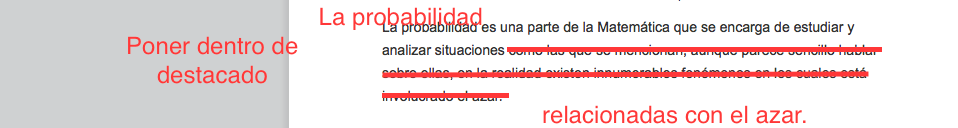 La probabilidad
La probabilidad es una parte de la Matemática que se encarga de estudiar y
Poner dentro de
destacado
analizar situaciones como las que se mencionan, aunque parece sencillo hablar
sobre ellas, en la realidad existen innumerables fenómenos en los cuales está
involucrado el azar.
relacionadas con el azar.